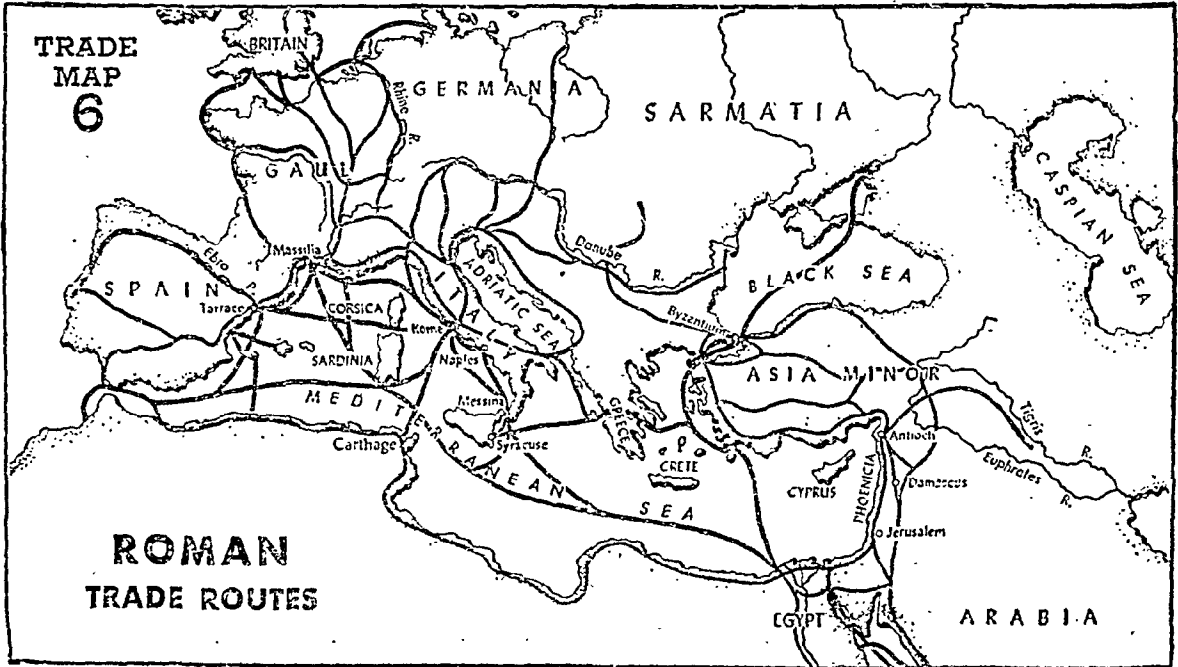 TRADE
MAP
6
BRITAIN
GERMANIA
Rhine R.
SARMATIA
GAUL
CASPIAN SEA
Massilia
Ebro
Danube R.
ADRIATIC SEA
BLACK SEA
SPAIN
Tarraco
CORSICA
ITALY
Rome
Byzantium
SARDINIA
Naples
ASIA MINOR
MEDITERRANEAN SEA
Messina
GREECE
Tigris R.
Carthage
Syracuse
Antioch
CRETE
CYPRUS
PHOENICIA
Euphrates R.
Damascus
Jerusalem
ROMAN
TRADE ROUTES
EGYPT
ARABIA